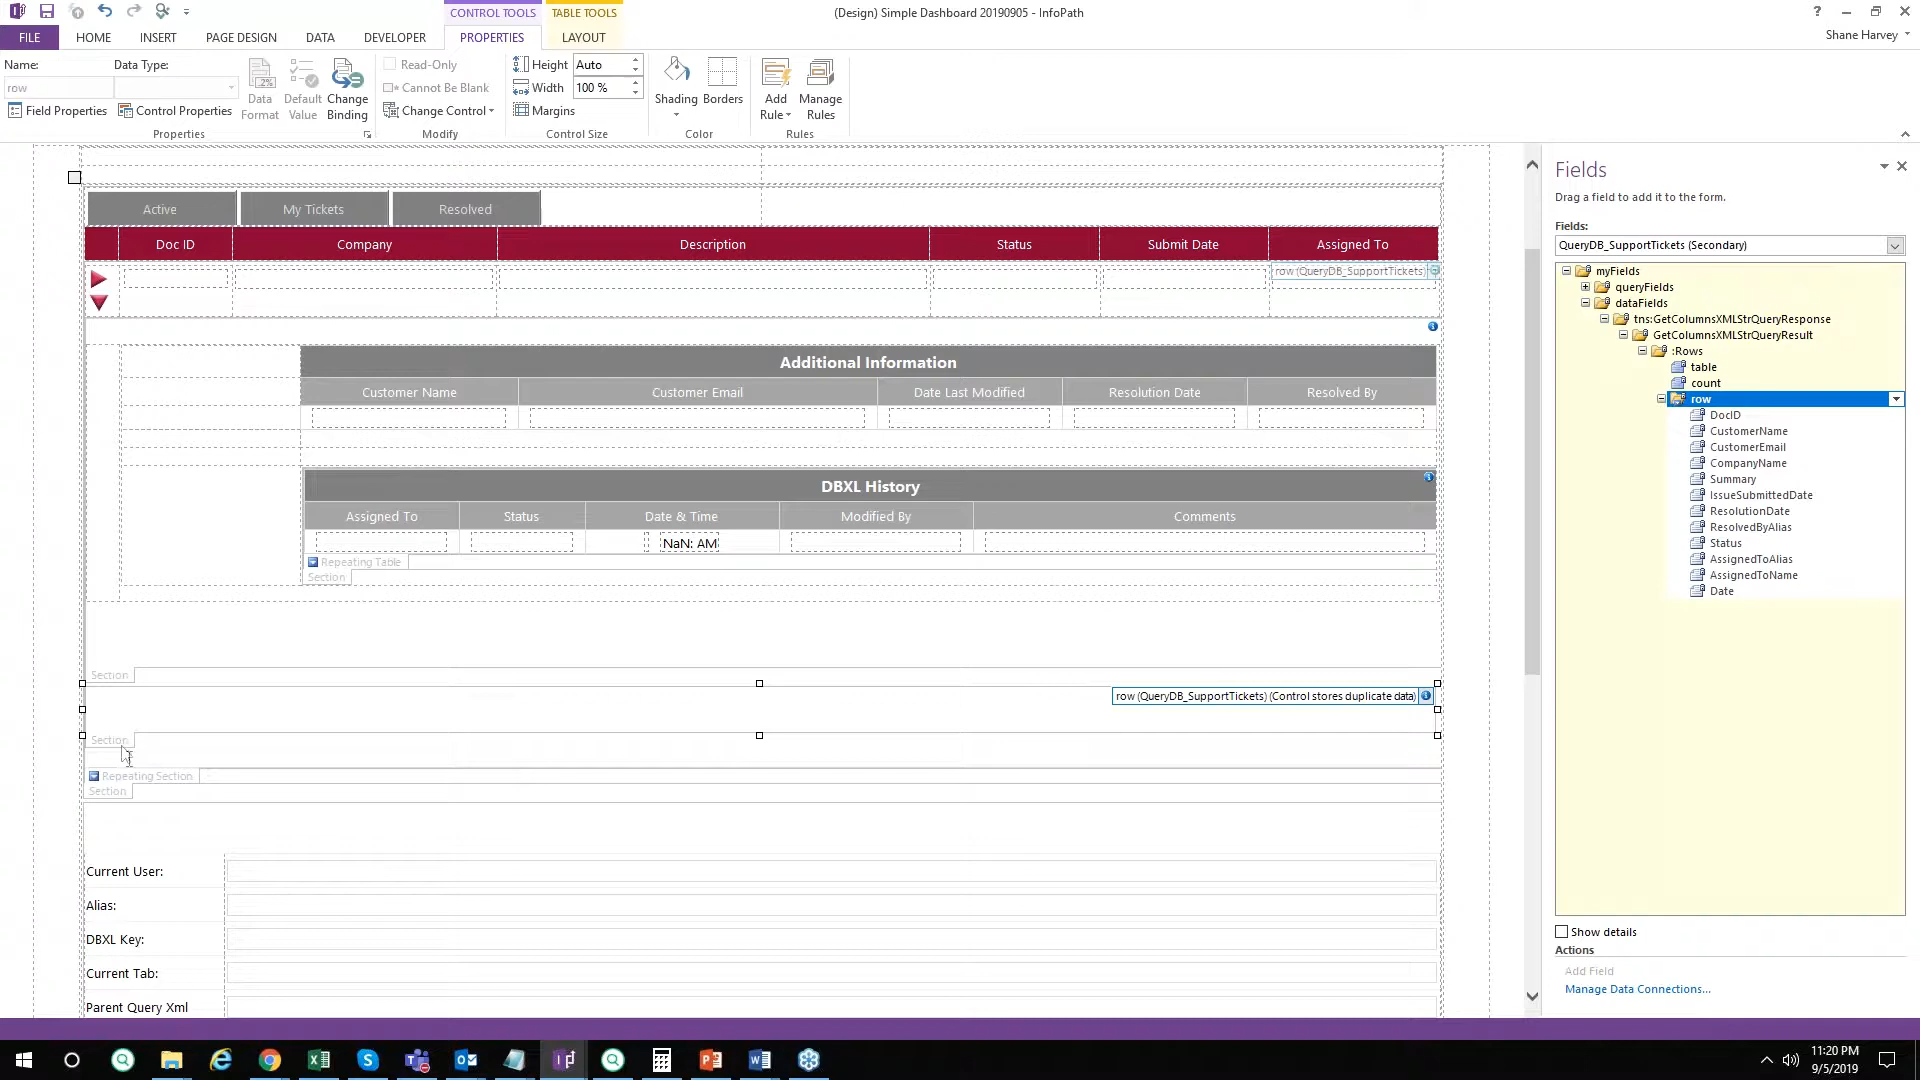 CONTROL TOOLS TABLE TOOLS
(Design) Simple Dashboard 20190905 - InfoPath
?
FILE HOME INSERT PAGE DESIGN DATA DEVELOPER PROPERTIES LAYOUT
Shane Harvey
Name:
Data Type:
row
Field Properties
Control Properties
Data Format
Default Value
Change Binding
Properties
Read-Only
Cannot Be Blank
Change Control
Modify
Height Auto
Width 100 %
Margins
Control Size
Shading
Borders
Color
Add Rule
Manage Rules
Rules
Active My Tickets Resolved
Doc ID Company Description Status Submit Date Assigned To
row (QueryDB_SupportTickets)
Additional Information
Customer Name Customer Email Date Last Modified Resolution Date Resolved By
DBXL History
Assigned To Status Date & Time Modified By Comments
NaN: AM
Repeating Table
Section
Section
row (QueryDB_SupportTickets) (Control stores duplicate data)
Section
Repeating Section
Section
Current User:
Alias:
DBXL Key:
Current Tab:
Parent Query Xml
Fields
Drag a field to add it to the form.
Fields:
QueryDB_SupportTickets (Secondary)
myFields
queryFields
dataFields
tns:GetColumnsXMLStrQueryResponse
GetColumnsXMLStrQueryResult
:Rows
table
count
row
DocID
CustomerName
CustomerEmail
CompanyName
Summary
IssueSubmittedDate
ResolutionDate
ResolvedByAlias
Status
AssignedToAlias
AssignedToName
Date
Show details
Actions
Add Field
Manage Data Connections...
11:20 PM
9/5/2019